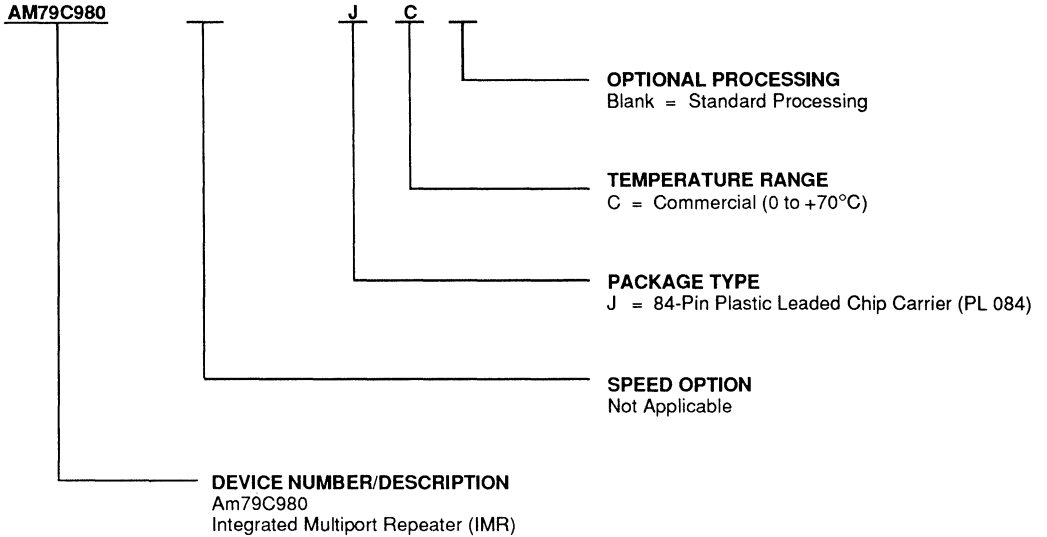 AM79C980 J C
OPTIONAL PROCESSING
Blank = Standard Processing
TEMPERATURE RANGE
C = Commercial (0 to +70°C)
PACKAGE TYPE
J = 84-Pin Plastic Leaded Chip Carrier (PL 084)
SPEED OPTION
Not Applicable
DEVICE NUMBER/DESCRIPTION
Am79C980
Integrated Multiport Repeater (IMR)